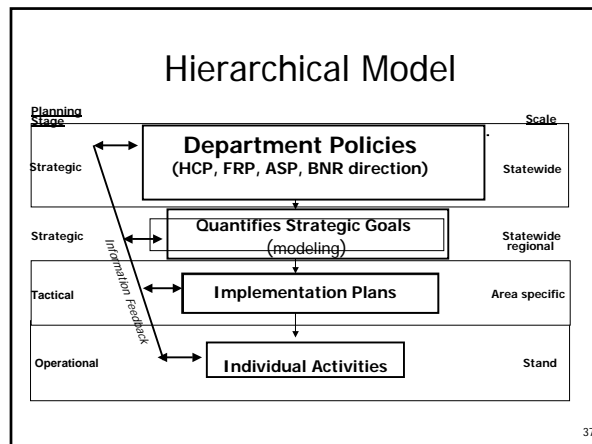 Hierarchical Model
Planning
Stage
Scale
Department Policies
(HCP, FRP, ASP, BNR direction)
Strategic
Statewide
Quantifies Strategic Goals
(modeling)
Strategic
Statewide
regional
Information Feedback
Tactical
Implementation Plans
Area specific
Operational
Individual Activities
Stand
37